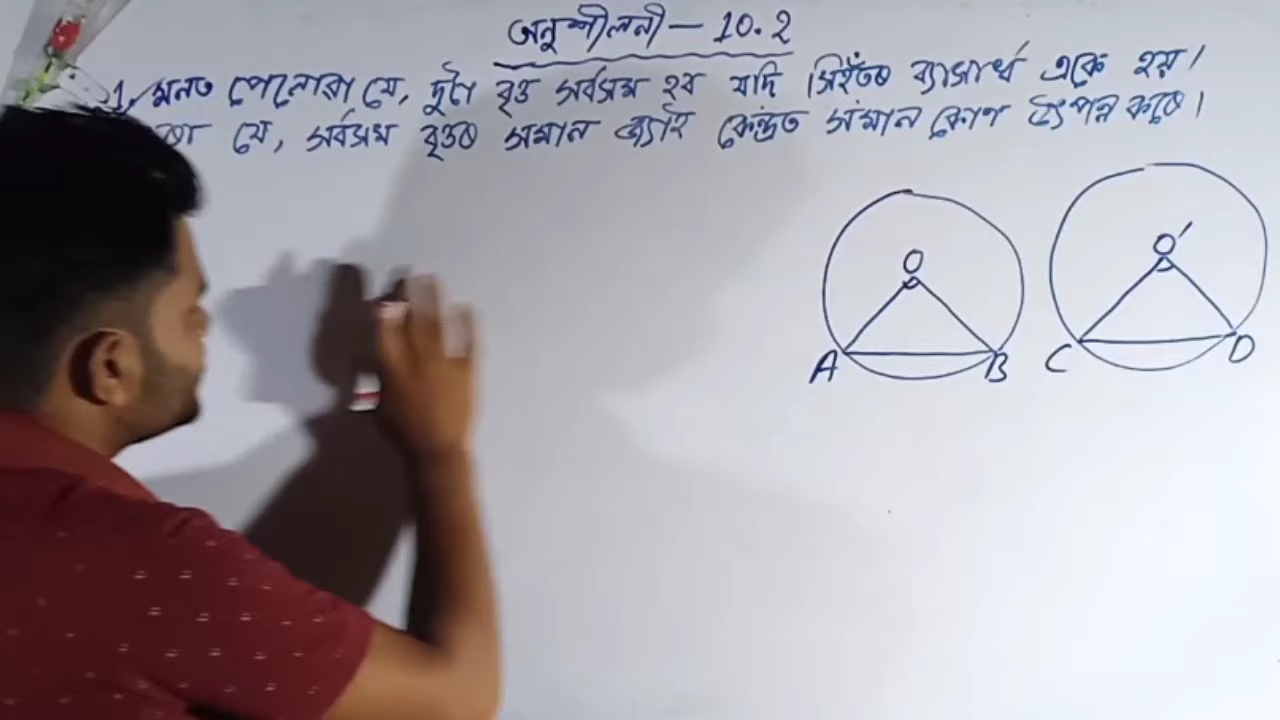 অনুশীলনী – 10.2
1. মনত পেলোৱা যে, দুটা বৃত্ত সৰ্বসম হব যদি সিহঁতৰ ব্যাসাৰ্ধ একে হয়।
যে, সৰ্বসম বৃত্তৰ সমান জ্যাই কেন্দ্ৰত সমান কোণ উৎপন্ন কৰে।
O
O′
A
B
C
D